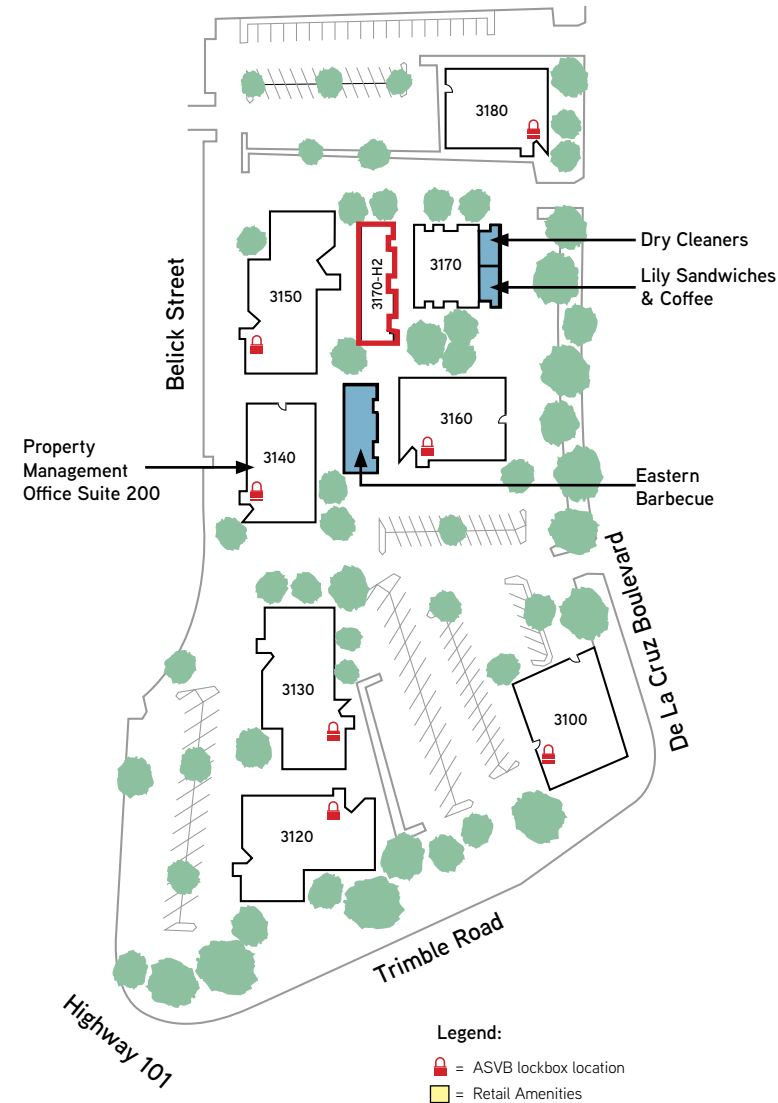 3180
Dry Cleaners
3170
3170-H2
Lily Sandwiches
& Coffee
3150
Belick Street
3160
Property
Management
Office Suite 200
3140
Eastern
Barbecue
De La Cruz Boulevard
3130
3100
3120
Trimble Road
Highway 101
Legend:
= ASVB lockbox location
= Retail Amenities